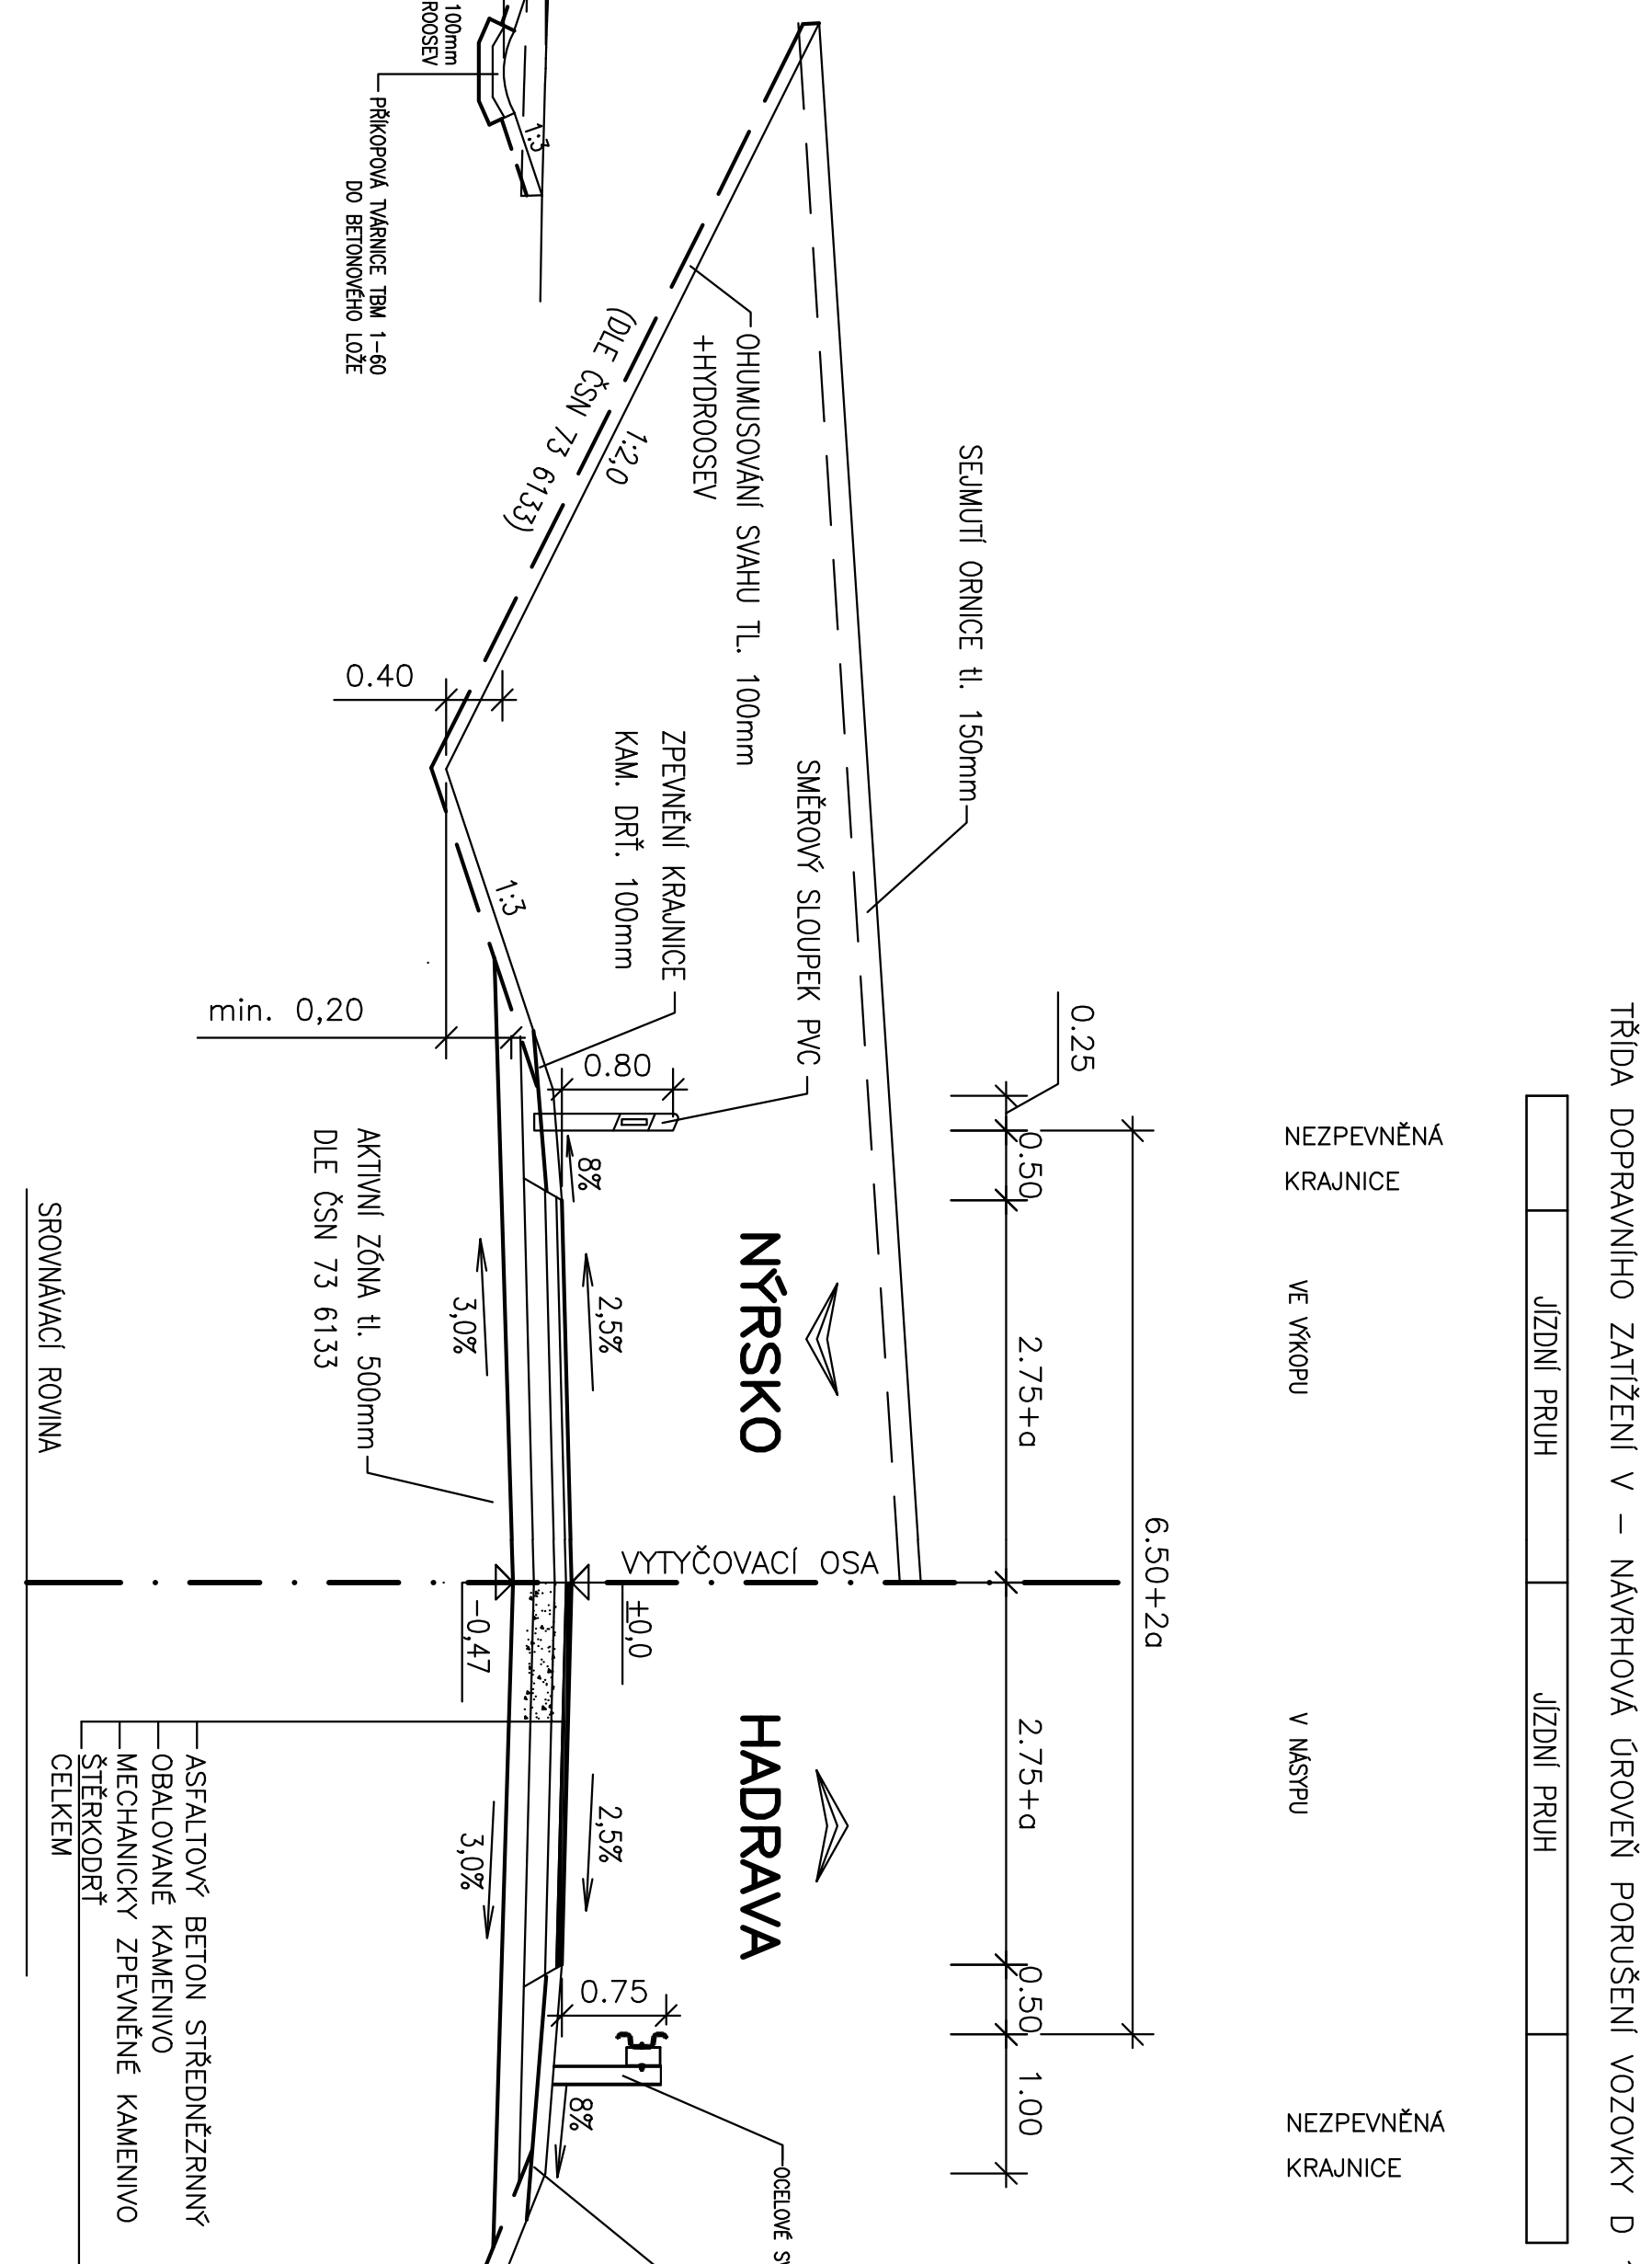 TŘÍDA DOPRAVNÍHO ZATÍŽENÍ V – NÁVRHOVÁ ÚROVEŇ PORUŠENÍ VOZOVKY D
JÍZDNÍ PRUH
JÍZDNÍ PRUH
NEZPEVNĚNÁ
KRAJNICE
VE VÝKOPU
V NÁSYPU
NEZPEVNĚNÁ
KRAJNICE
6.50+2a
0.25
0.50
2.75+a
2.75+a
0.50
1.00
SEJMUTÍ ORNICE tl. 150mm
SMĚROVÝ SLOUPEK PVC
OHUMUSOVÁNÍ SVAHU TL. 100mm
+HYDROOSEV
NÝRSKO
HADRAVA
OCELOVÉ
ZPEVNĚNÍ KRAJNICE
KAM. DRŤ. 100mm
VYTYČOVACÍ OSA
1:2,0
(DLE ČSN 73 6133)
0.40
1:3
min. 0,20
0.80
8%
2,5%
3,0%
±0,0
-0,47
2,5%
3,0%
0.75
8%
1:3
100mm
ROOSEV
PŘÍKOPOVÁ TVÁRNICE TBM 1-60
DO BETONOVÉHO LOŽE
AKTIVNÍ ZÓNA tl. 500mm
DLE ČSN 73 6133
ASFALTOVÝ BETON STŘEDNĚZRNNÝ
OBALOVANÉ KAMENIVO
MECHANICKY ZPEVNĚNÉ KAMENIVO
ŠTĚRKODRŤ
CELKEM
SROVNÁVACÍ ROVINA